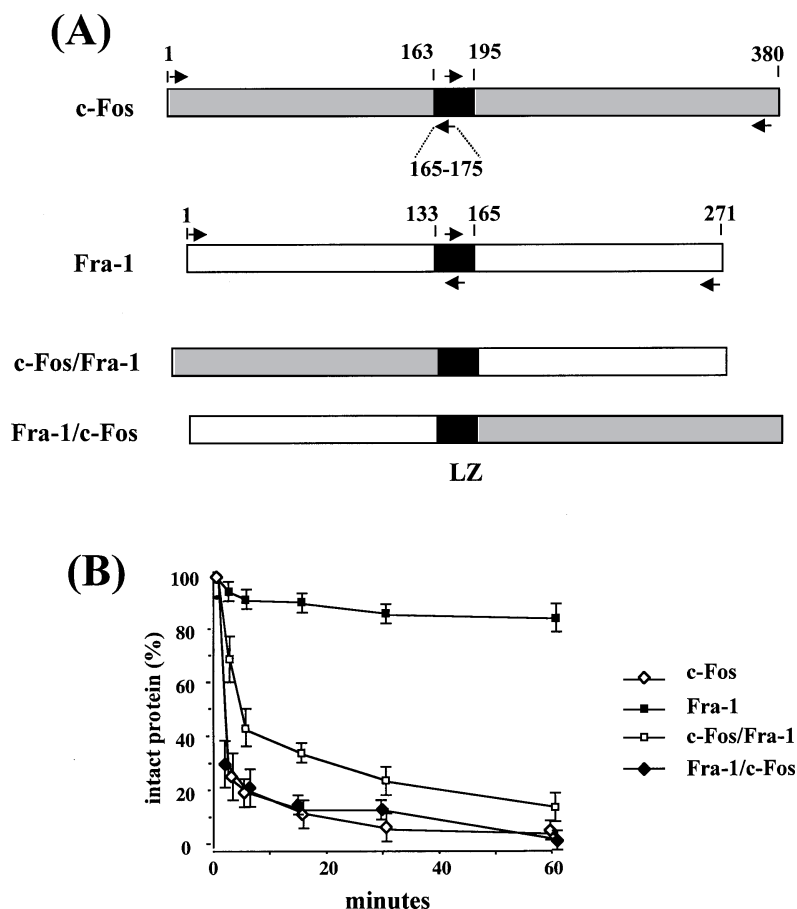 (A)
1 163 195 380
c-Fos
165-175
1 133 165 271
Fra-1
c-Fos/Fra-1
Fra-1/c-Fos
LZ
(B)
100
80
60
40
20
0
intact protein (%)
0 20 40 60
minutes
c-Fos
Fra-1
c-Fos/Fra-1
Fra-1/c-Fos